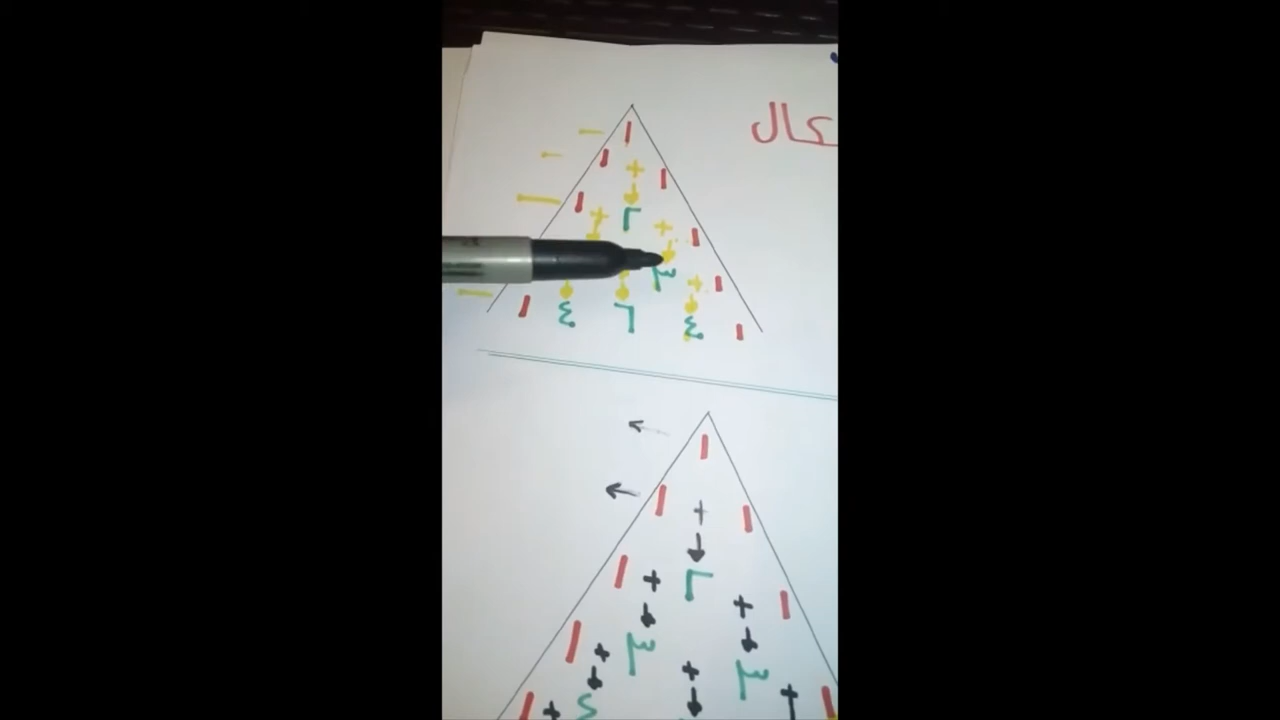 كال
١
١ + ١
١ + ٢ + ١
٣ + ١
١ ٤ ٦ ٤ ١
١
١ + ١
١ + ٢ + ١
١ + ٣ + ٣ + ١
١ + ٤